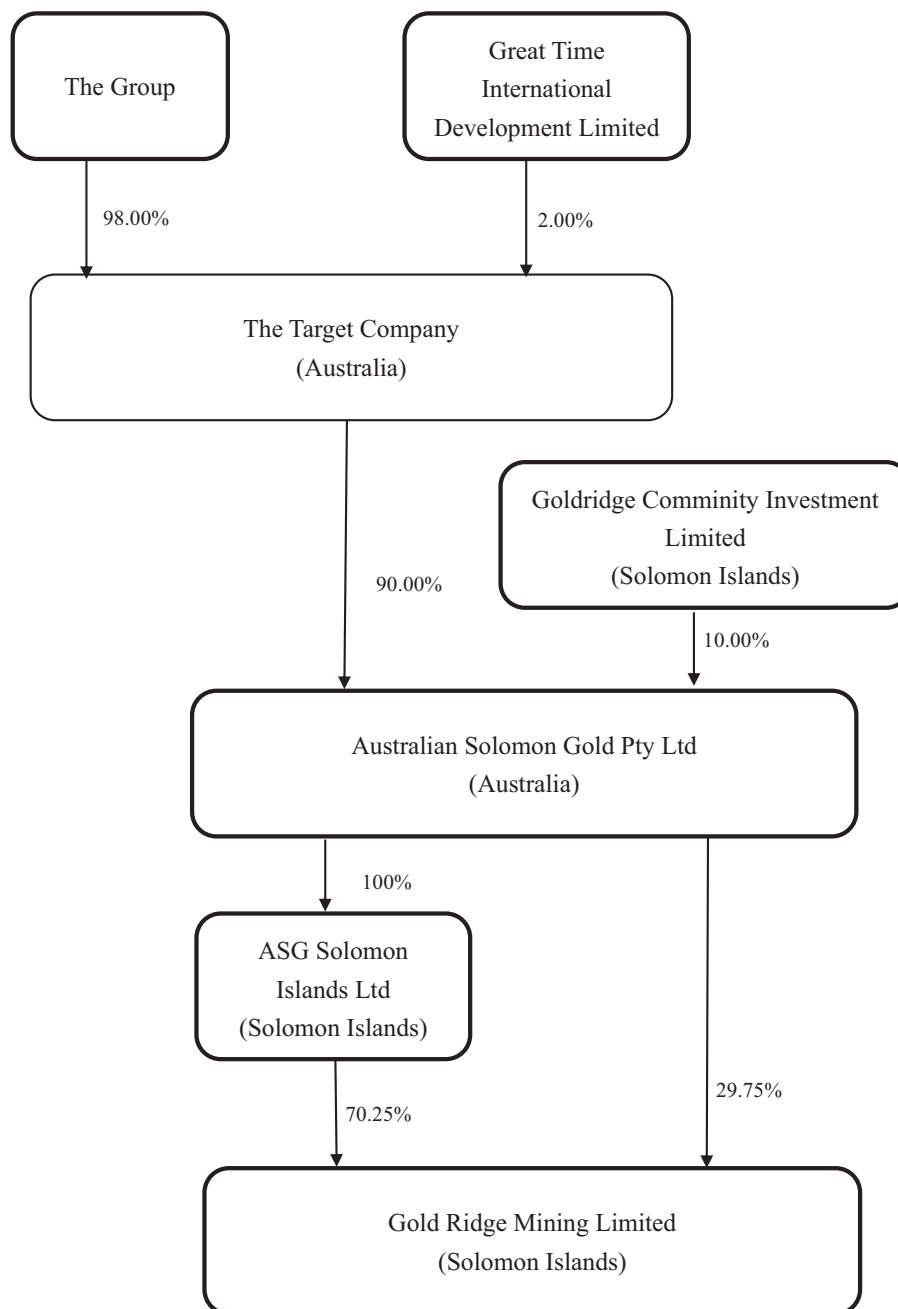 The Group
Great Time
International
Development Limited
98.00%
2.00%
The Target Company
(Australia)
Goldridge Comminity Investment
Limited
(Solomon Islands)
90.00%
10.00%
Australian Solomon Gold Pty Ltd
(Australia)
100%
ASG Solomon
Islands Ltd
(Solomon Islands)
70.25%
29.75%
Gold Ridge Mining Limited
(Solomon Islands)